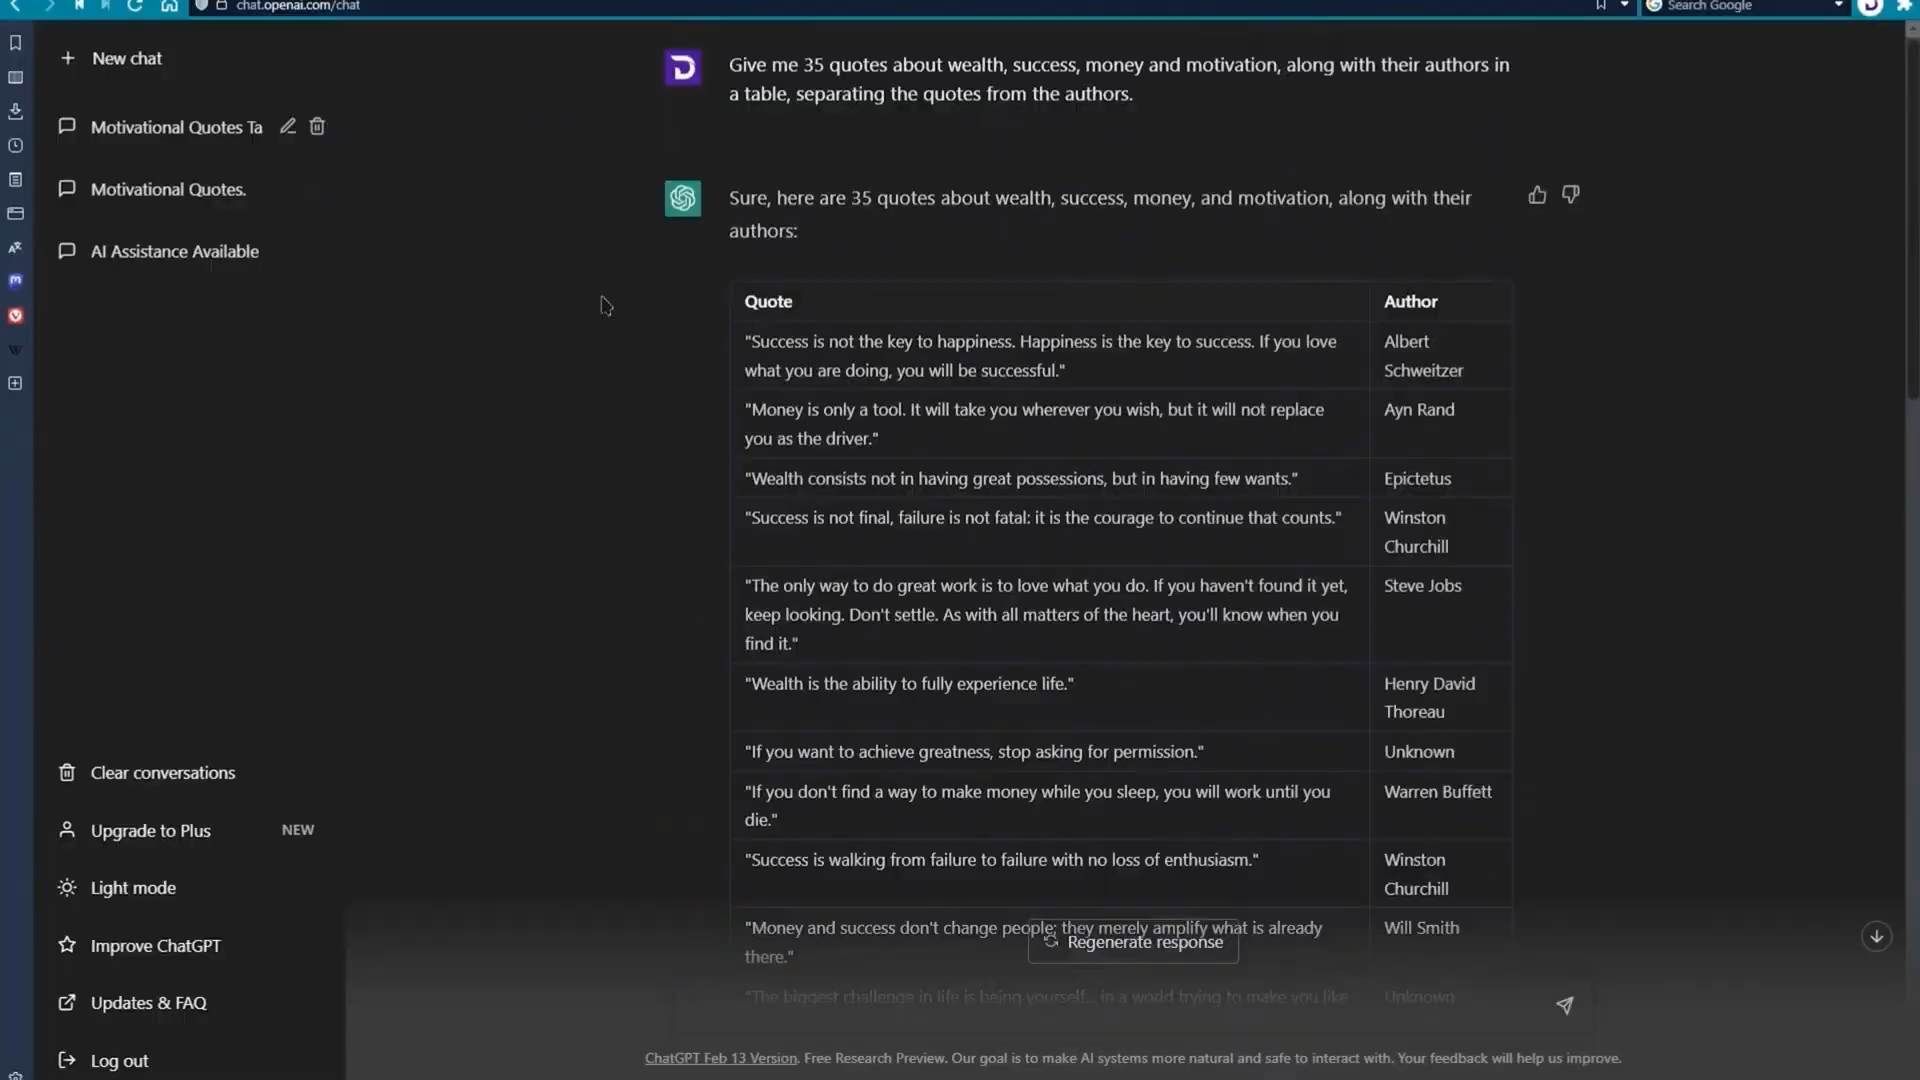 chat.openai.com/chat
Search Google
New chat
Motivational Quotes Ta
Motivational Quotes.
AI Assistance Available
Clear conversations
Upgrade to Plus NEW
Light mode
Improve ChatGPT
Updates & FAQ
Log out
Give me 35 quotes about wealth, success, money and motivation, along with their authors in
a table, separating the quotes from the authors.
Sure, here are 35 quotes about wealth, success, money, and motivation, along with their
authors:
Quote Author
"Success is not the key to happiness. Happiness is the key to success. If you love Albert
what you are doing, you will be successful." Schweitzer
"Money is only a tool. It will take you wherever you wish, but it will not replace Ayn Rand
you as the driver."
"Wealth consists not in having great possessions, but in having few wants." Epictetus
"Success is not final, failure is not fatal: it is the courage to continue that counts." Winston
Churchill
"The only way to do great work is to love what you do. If you haven't found it yet, Steve Jobs
keep looking. Don't settle. As with all matters of the heart, you'll know when you
find it."
"Wealth is the ability to fully experience life." Henry David
Thoreau
"If you want to achieve greatness, stop asking for permission." Unknown
"If you don't find a way to make money while you sleep, you will work until you Warren Buffett
die."
"Success is walking from failure to failure with no loss of enthusiasm." Winston
Churchill
"Money and success don't change people; they merely amplify what is already Will Smith
there."
Regenerate response
"The biggest challenge in life is being yourself... in a world trying to make you like Unknown
ChatGPT Feb 13 Version. Free Research Preview. Our goal is to make AI systems more natural and safe to interact with. Your feedback will help us improve.